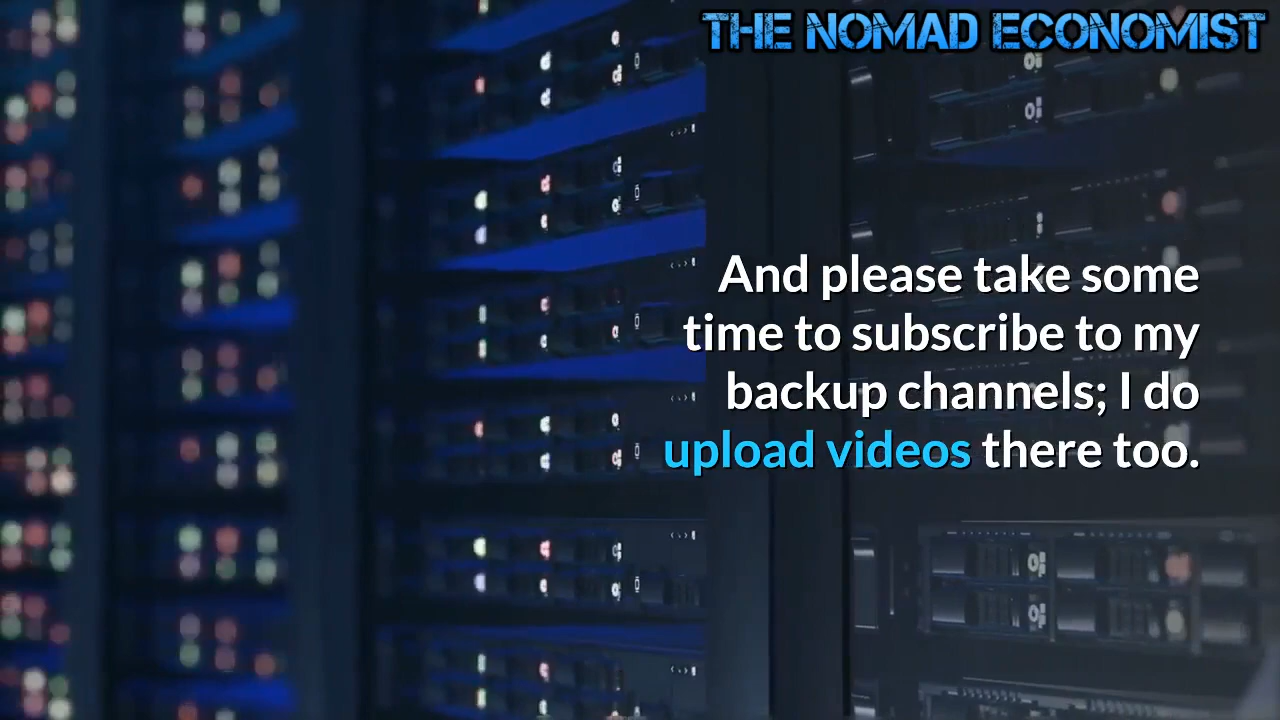 THE NOMAD ECONOMIST
And please take some
time to subscribe to my
backup channels; I do
upload videos there too.